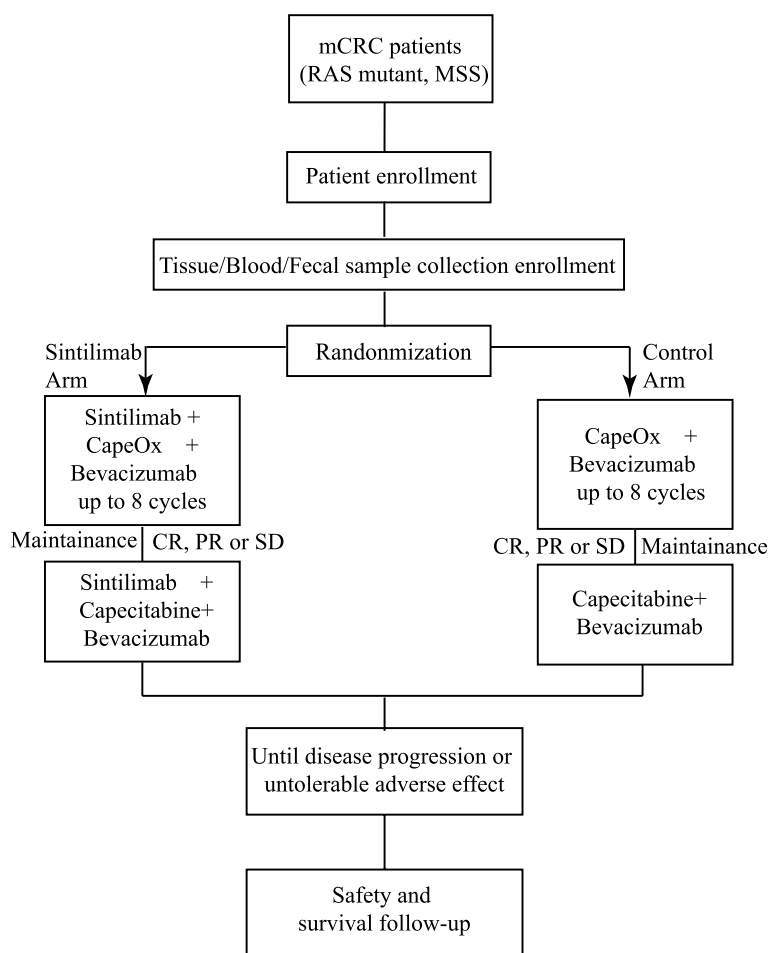 mCRC patients
(RAS mutant, MSS)
Patient enrollment
Tissue/Blood/Fecal sample collection enrollment
Randonmization
Sintilimab
Arm
Control
Arm
Sintilimab +
CapeOx +
Bevacizumab
up to 8 cycles
CapeOx +
Bevacizumab
up to 8 cycles
Maintainance CR, PR or SD
CR, PR or SD Maintainance
Sintilimab +
Capecitabine+
Bevacizumab
Capecitabine+
Bevacizumab
Until disease progression or
untolerable adverse effect
Safety and
survival follow-up